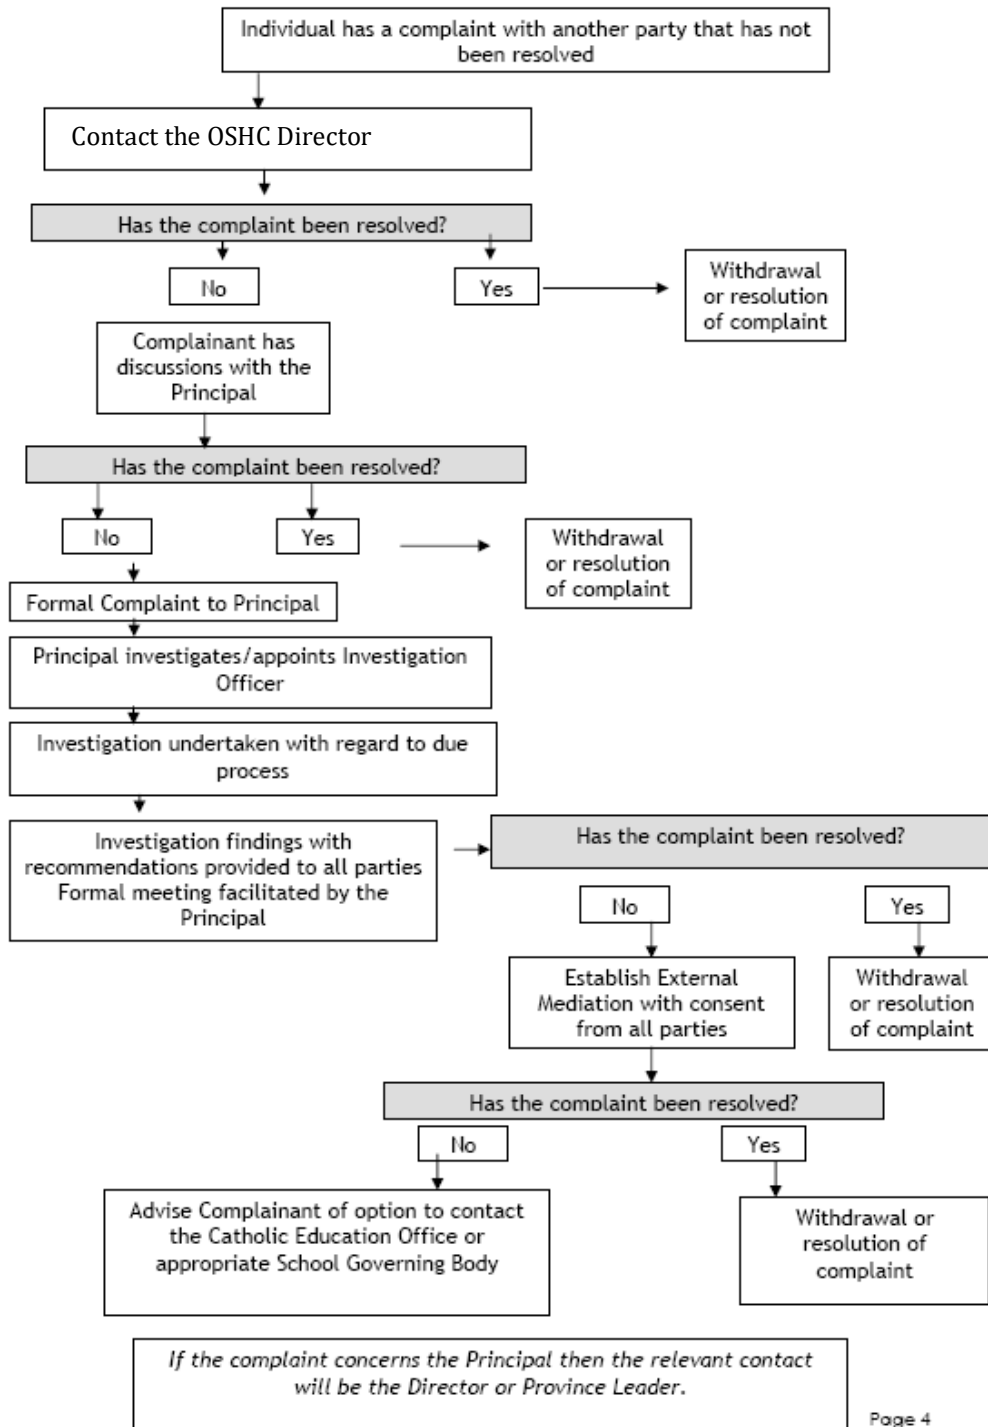 Individual has a complaint with another party that has not
been resolved
Contact the OSHC Director
Has the complaint been resolved?
No
Yes
Withdrawal
or resolution
of complaint
Complainant has
discussions with the
Principal
Has the complaint been resolved?
No
Yes
Withdrawal
or resolution
of complaint
Formal Complaint to Principal
Principal investigates/appoints Investigation
Officer
Investigation undertaken with regard to due
process
Investigation findings with
recommendations provided to all parties
Formal meeting facilitated by the
Principal
Has the complaint been resolved?
No
Yes
Establish External
Mediation with consent
from all parties
Withdrawal
or resolution
of complaint
Has the complaint been resolved?
No
Yes
Advise Complainant of option to contact
the Catholic Education Office or
appropriate School Governing Body
Withdrawal or
resolution of
complaint
If the complaint concerns the Principal then the relevant contact
will be the Director or Province Leader.
Page 4